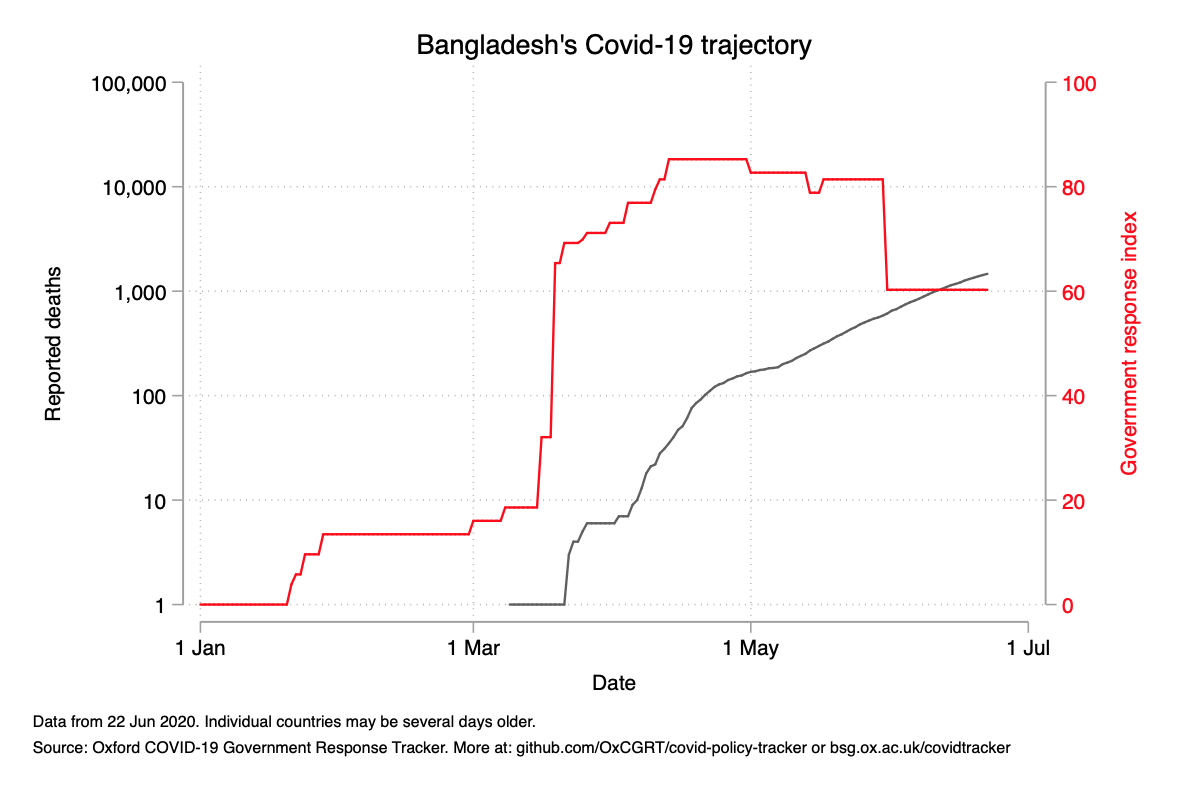 Bangladesh's Covid-19 trajectory
100,000
10,000
1,000
100
10
1
Reported deaths
100
80
60
40
20
0
Government response index
1 Jan
1 Mar
1 May
1 Jul
Date
Data from 22 Jun 2020. Individual countries may be several days older.
Source: Oxford COVID-19 Government Response Tracker. More at: github.com/OxCGRT/covid-policy-tracker or bsg.ox.ac.uk/covidtracker